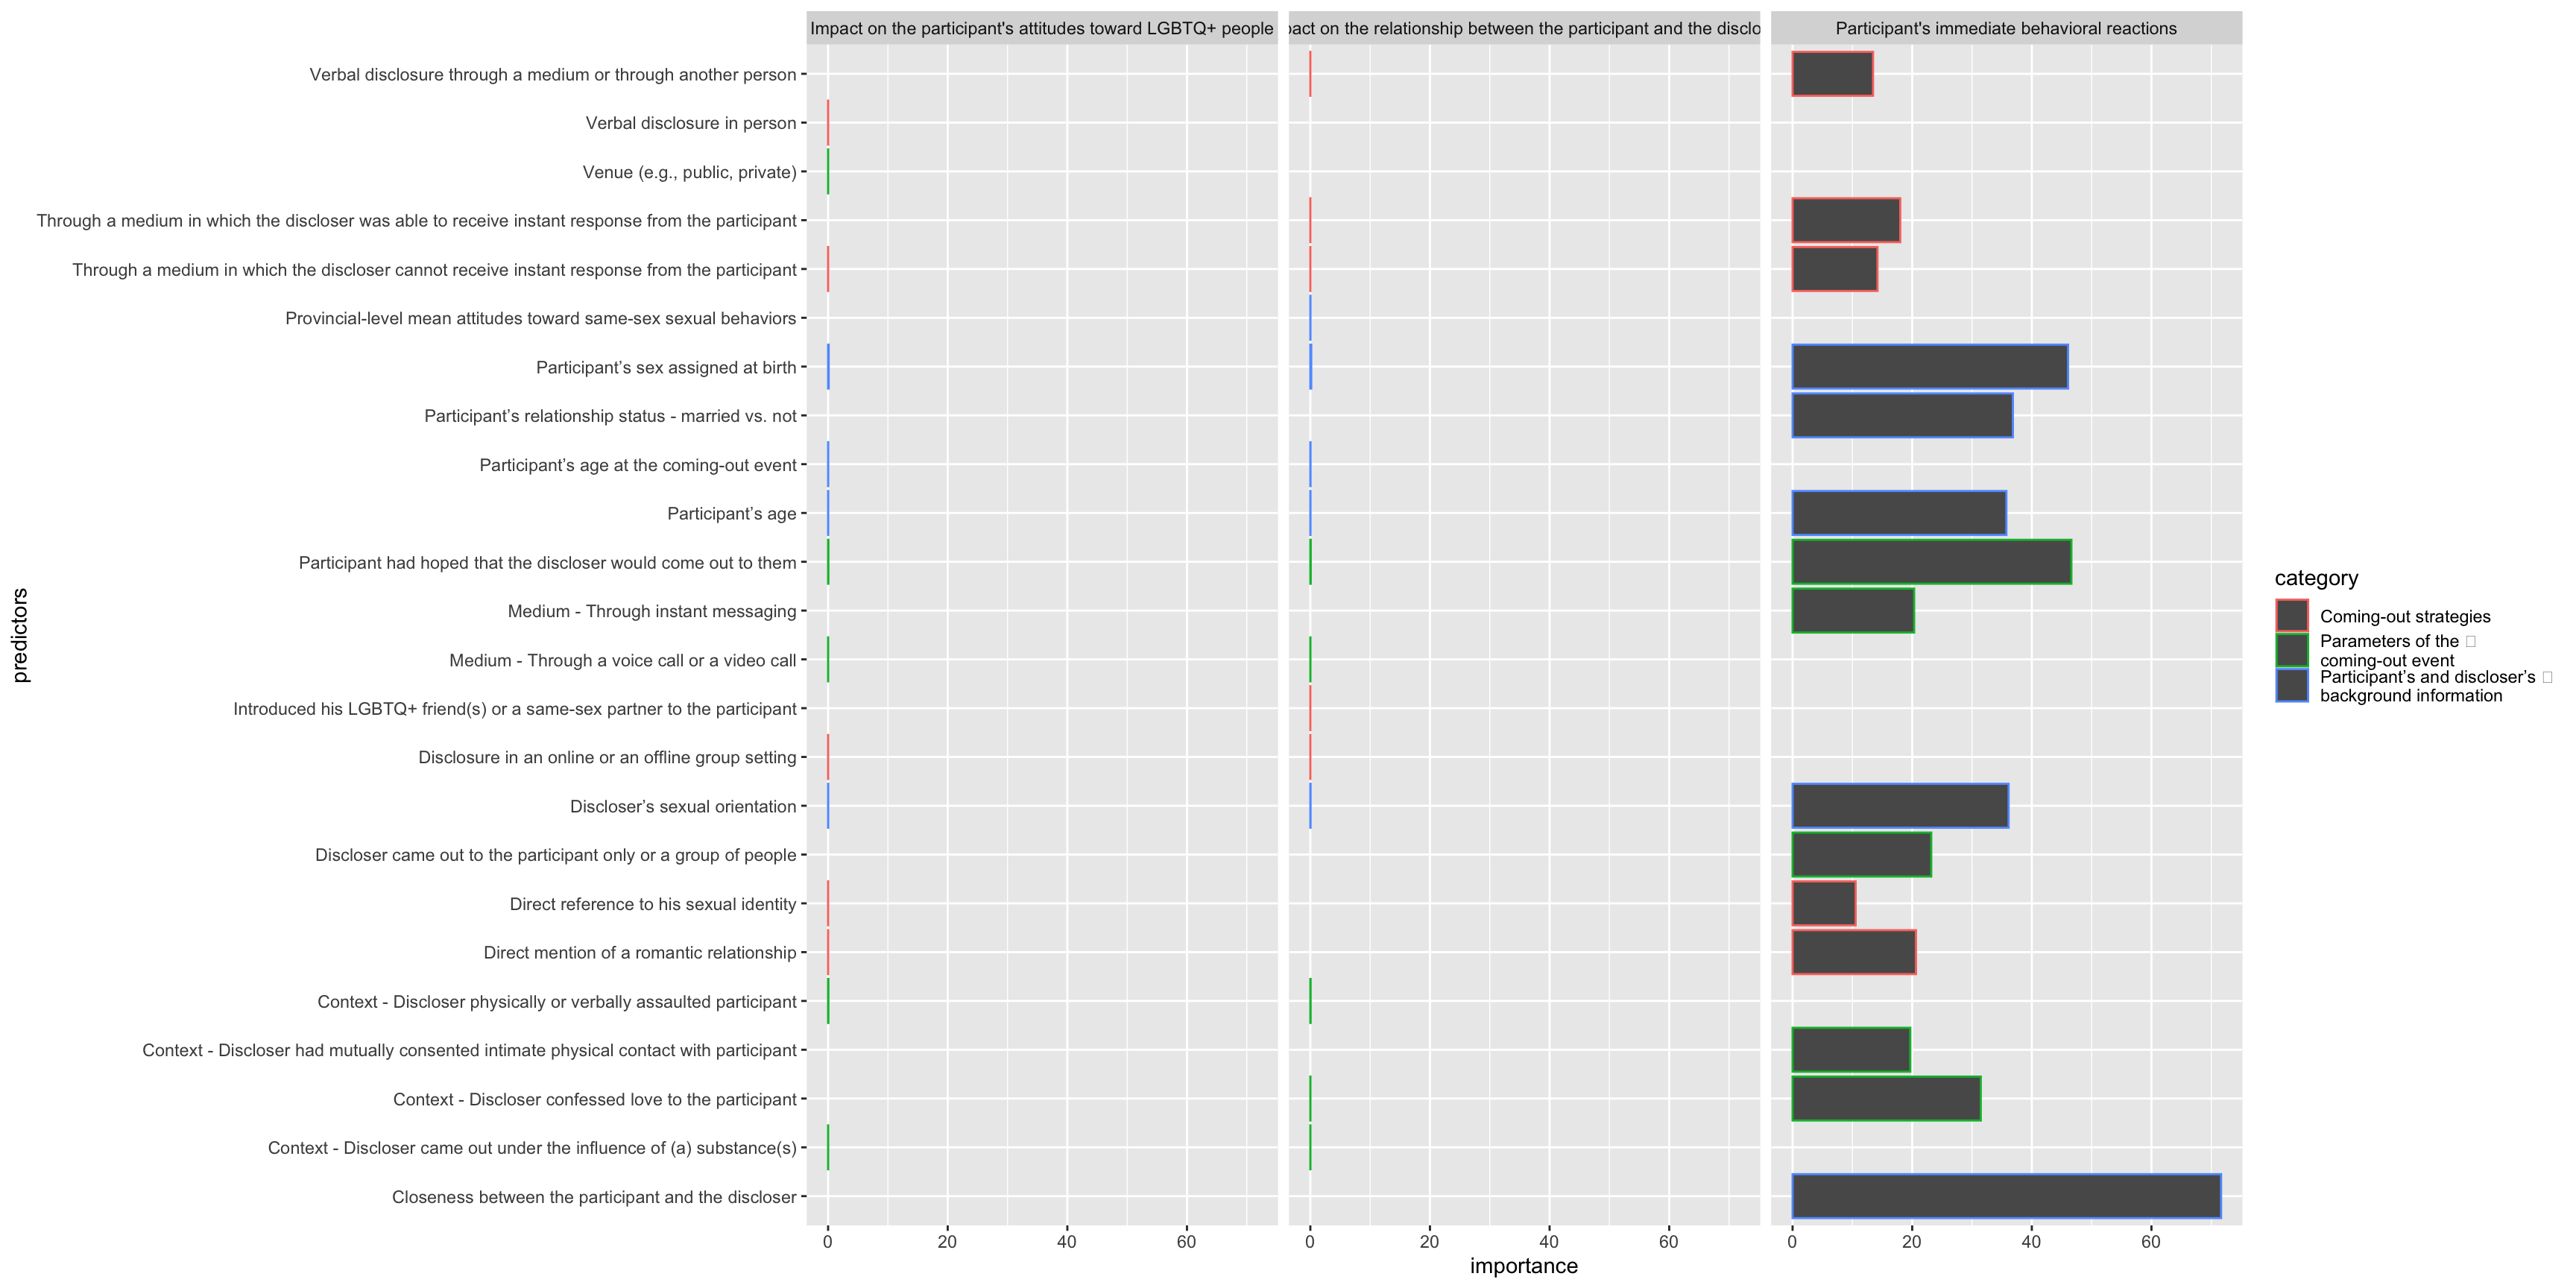 Impact on the participant's attitudes toward LGBTQ+ people
pact on the relationship between the participant and the disclo
Participant's immediate behavioral reactions
predictors
Verbal disclosure through a medium or through another person
Verbal disclosure in person
Venue (e.g., public, private)
Through a medium in which the discloser was able to receive instant response from the participant
Through a medium in which the discloser cannot receive instant response from the participant
Provincial-level mean attitudes toward same-sex sexual behaviors
Participant’s sex assigned at birth
Participant’s relationship status - married vs. not
Participant’s age at the coming-out event
Participant’s age
Participant had hoped that the discloser would come out to them
Medium - Through instant messaging
Medium - Through a voice call or a video call
Introduced his LGBTQ+ friend(s) or a same-sex partner to the participant
Disclosure in an online or an offline group setting
Discloser’s sexual orientation
Discloser came out to the participant only or a group of people
Direct reference to his sexual identity
Direct mention of a romantic relationship
Context - Discloser physically or verbally assaulted participant
Context - Discloser had mutually consented intimate physical contact with participant
Context - Discloser confessed love to the participant
Context - Discloser came out under the influence of (a) substance(s)
Closeness between the participant and the discloser
0 20 40 60
0 20 40 60
0 20 40 60
importance
category
Coming-out strategies
Parameters of the
coming-out event
Participant’s and discloser’s
background information